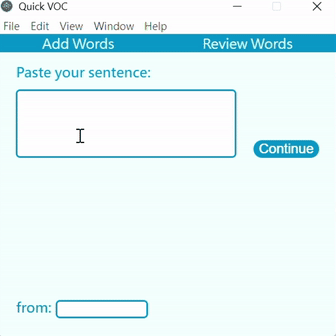 Quick VOC
File Edit View Window Help
Add Words Review Words
Paste your sentence:
Continue
from: